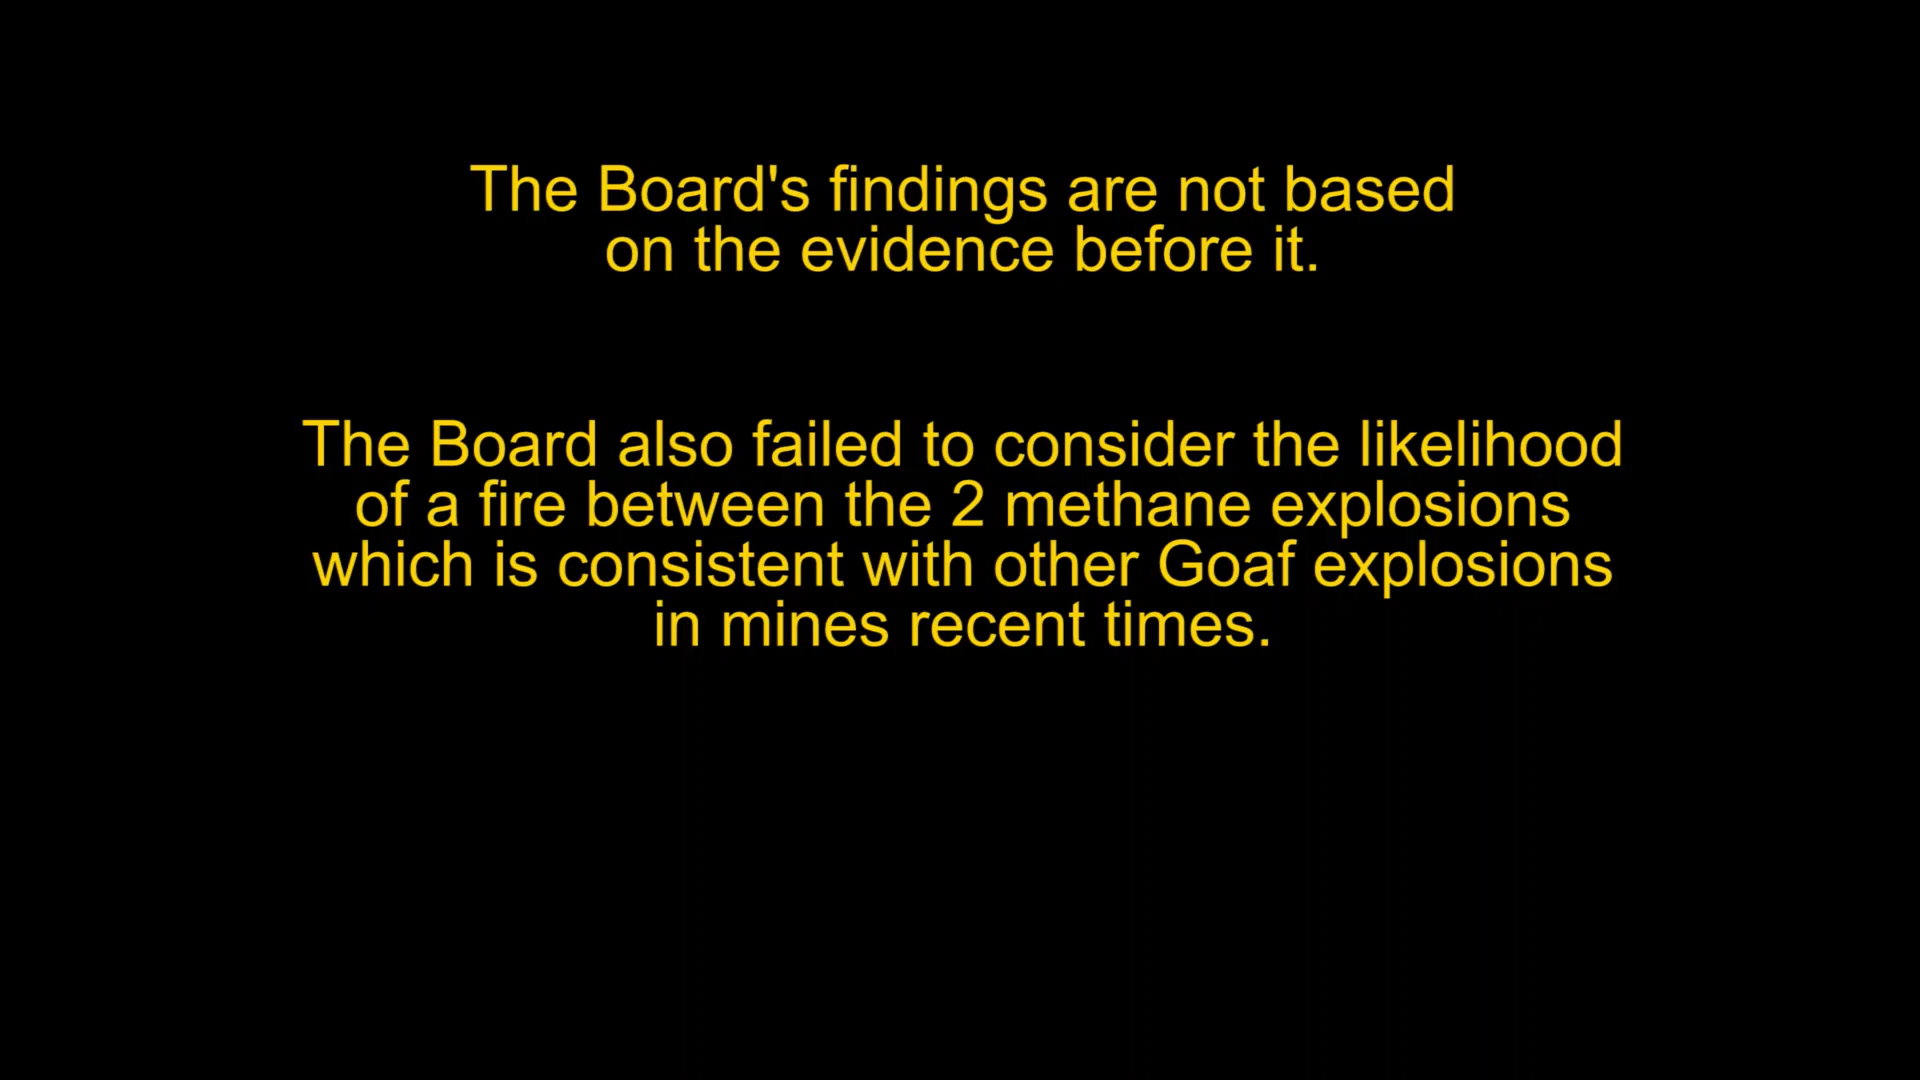 The Board's findings are not based
on the evidence before it.
The Board also failed to consider the likelihood
of a fire between the 2 methane explosions
which is consistent with other Goaf explosions
in mines recent times.